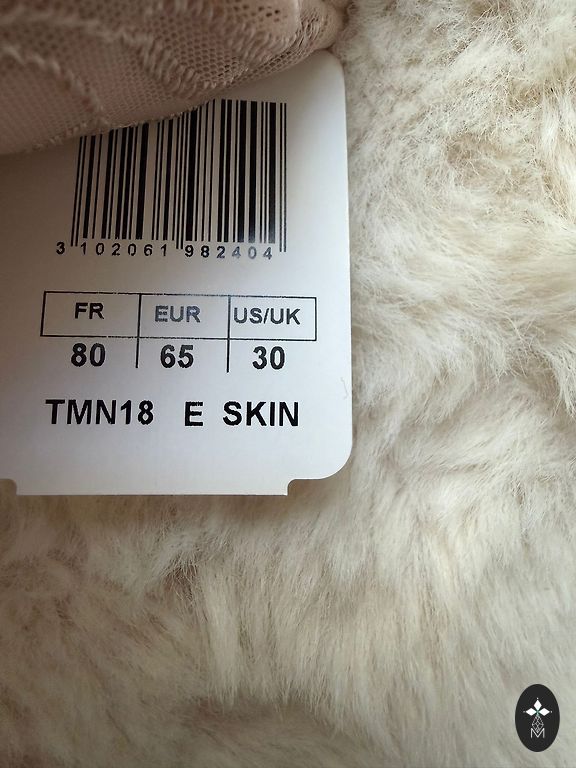 3 102061 982404
FR EUR US/UK
80 65 30
TMN18 E SKIN
M